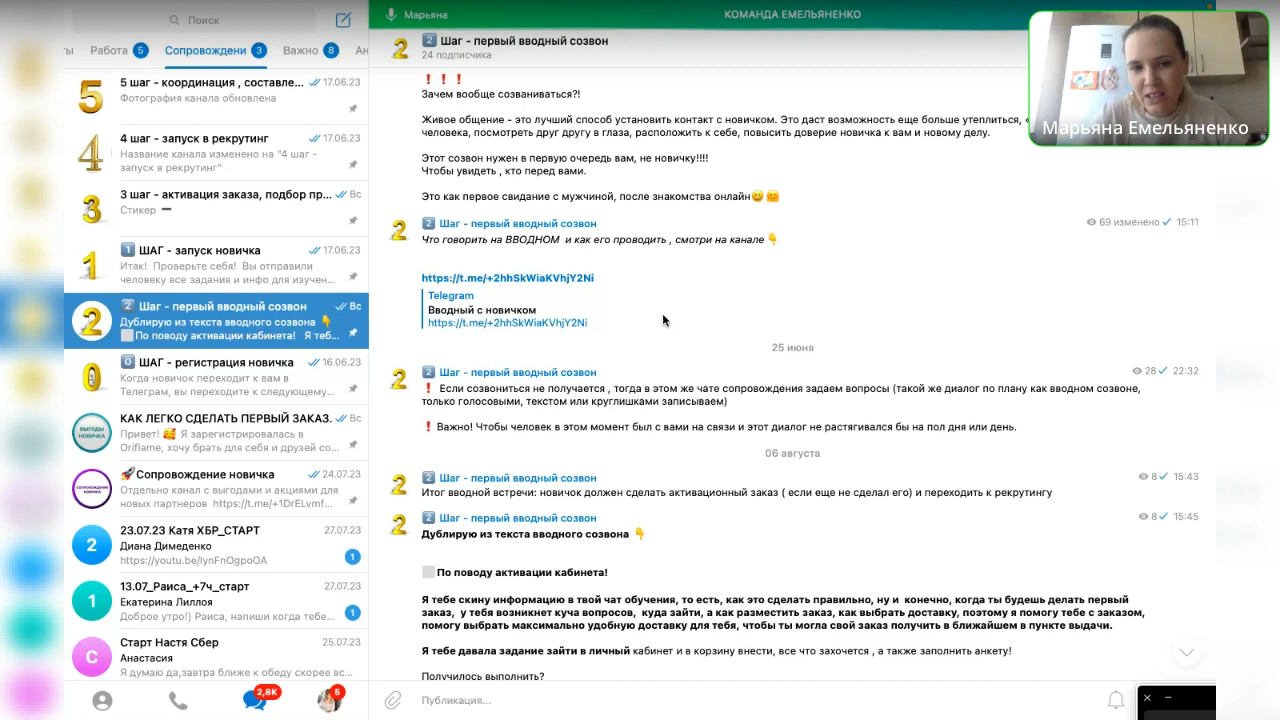 Марьяна
КОМАНДА ЕМЕЛЬЯНЕНКО
Поиск
Работа 5
Сопровождени 3
Важно 8
5 шаг - координация , составле... 17.06.23
Фотография канала обновлена
4 шаг - запуск в рекрутинг 17.06.23
Название канала изменено на "4 шаг -
запуск в рекрутинг"
3 шаг - активация заказа, подбор пр... Вс
Стикер
1 ШАГ - запуск новичка 17.06.23
Итак! Проверьте себя! Вы отправили
человеку все задания и инфо для изучен...
2 Шаг - первый вводный созвон Вс
Дублирую из текста вводного созвона 👇
По поводу активации кабинета! Я теб...
0 ШАГ - регистрация новичка 16.06.23
Когда новичок переходит к вам в
Телеграм, вы переходите к следующему...
КАК ЛЕГКО СДЕЛАТЬ ПЕРВЫЙ ЗАКАЗ. Вс
Привет! 🥰 Я зарегистрировалась в
Oriflame, хочу брать для себя и друзей со...
ВЫГОДЫ
НОВИЧКА
🚀Сопровождение новичка 24.07.23
Отдельно канал с выгодами и акциями для
новых партнеров https://t.me/+1DrELvmf...
23.07.23 Катя ХБР_СТАРТ 27.07.23
Диана Димеденко
https://youtu.be/IynFnOgpoOA 1
13.07_Раиса_+7ч_старт 27.07.23
Екатерина Лиллоя
Доброе утро!) Раиса, напиши когда тебе... 1
Старт Настя Сбер 25.07.23
Анастасия
Я думаю да,завтра ближе к обеду скорее вс...
2,8K
5
2 Шаг - первый вводный созвон
24 подписчика
❗❗❗
Зачем вообще созваниваться?!
Живое общение - это лучший способ установить контакт с новичком. Это даст возможность еще больше утеплиться, «
человека, посмотреть друг другу в глаза, расположить к себе, повысить доверие новичка к вам и новому делу.
Этот созвон нужен в первую очередь вам, не новичку!!!!
Чтобы увидеть , кто перед вами.
Это как первое свидание с мужчиной, после знакомства онлайн😄🤗
2 Шаг - первый вводный созвон 69 изменено 15:11
Что говорить на ВВОДНОМ и как его проводить , смотри на канале 👇
https://t.me/+2hhSkWiaKVhjY2Ni
Telegram
Вводный с новичком
https://t.me/+2hhSkWiaKVhjY2Ni
25 июня
2 Шаг - первый вводный созвон 28 22:32
❗ Если созвониться не получается , тогда в этом же чате сопровождения задаем вопросы (такой же диалог по плану как вводном созвоне,
только голосовыми, текстом или круглишками записываем)
❗Важно! Чтобы человек в этом момент был с вами на связи и этот диалог не растягивался бы на пол дня или день.
06 августа
2 Шаг - первый вводный созвон 8 15:43
Итог вводной встречи: новичок должен сделать активационный заказ ( если еще не сделал его) и переходить к рекрутингу
2 Шаг - первый вводный созвон 8 15:45
Дублирую из текста вводного созвона 👇
По поводу активации кабинета!
Я тебе скину информацию в твой чат обучения, то есть, как это сделать правильно, ну и конечно, когда ты будешь делать первый
заказ, у тебя возникнет куча вопросов, куда зайти, а как разместить заказ, как выбрать доставку, поэтому я помогу тебе с заказом,
помогу выбрать максимально удобную доставку для тебя, чтобы ты могла свой заказ получить в ближайшем в пункте выдачи.
Я тебе давала задание зайти в личный кабинет и в корзину внести, все что захочется , а также заполнить анкету!
Получилось выполнить?
Публикация...
Марьяна Емельяненко